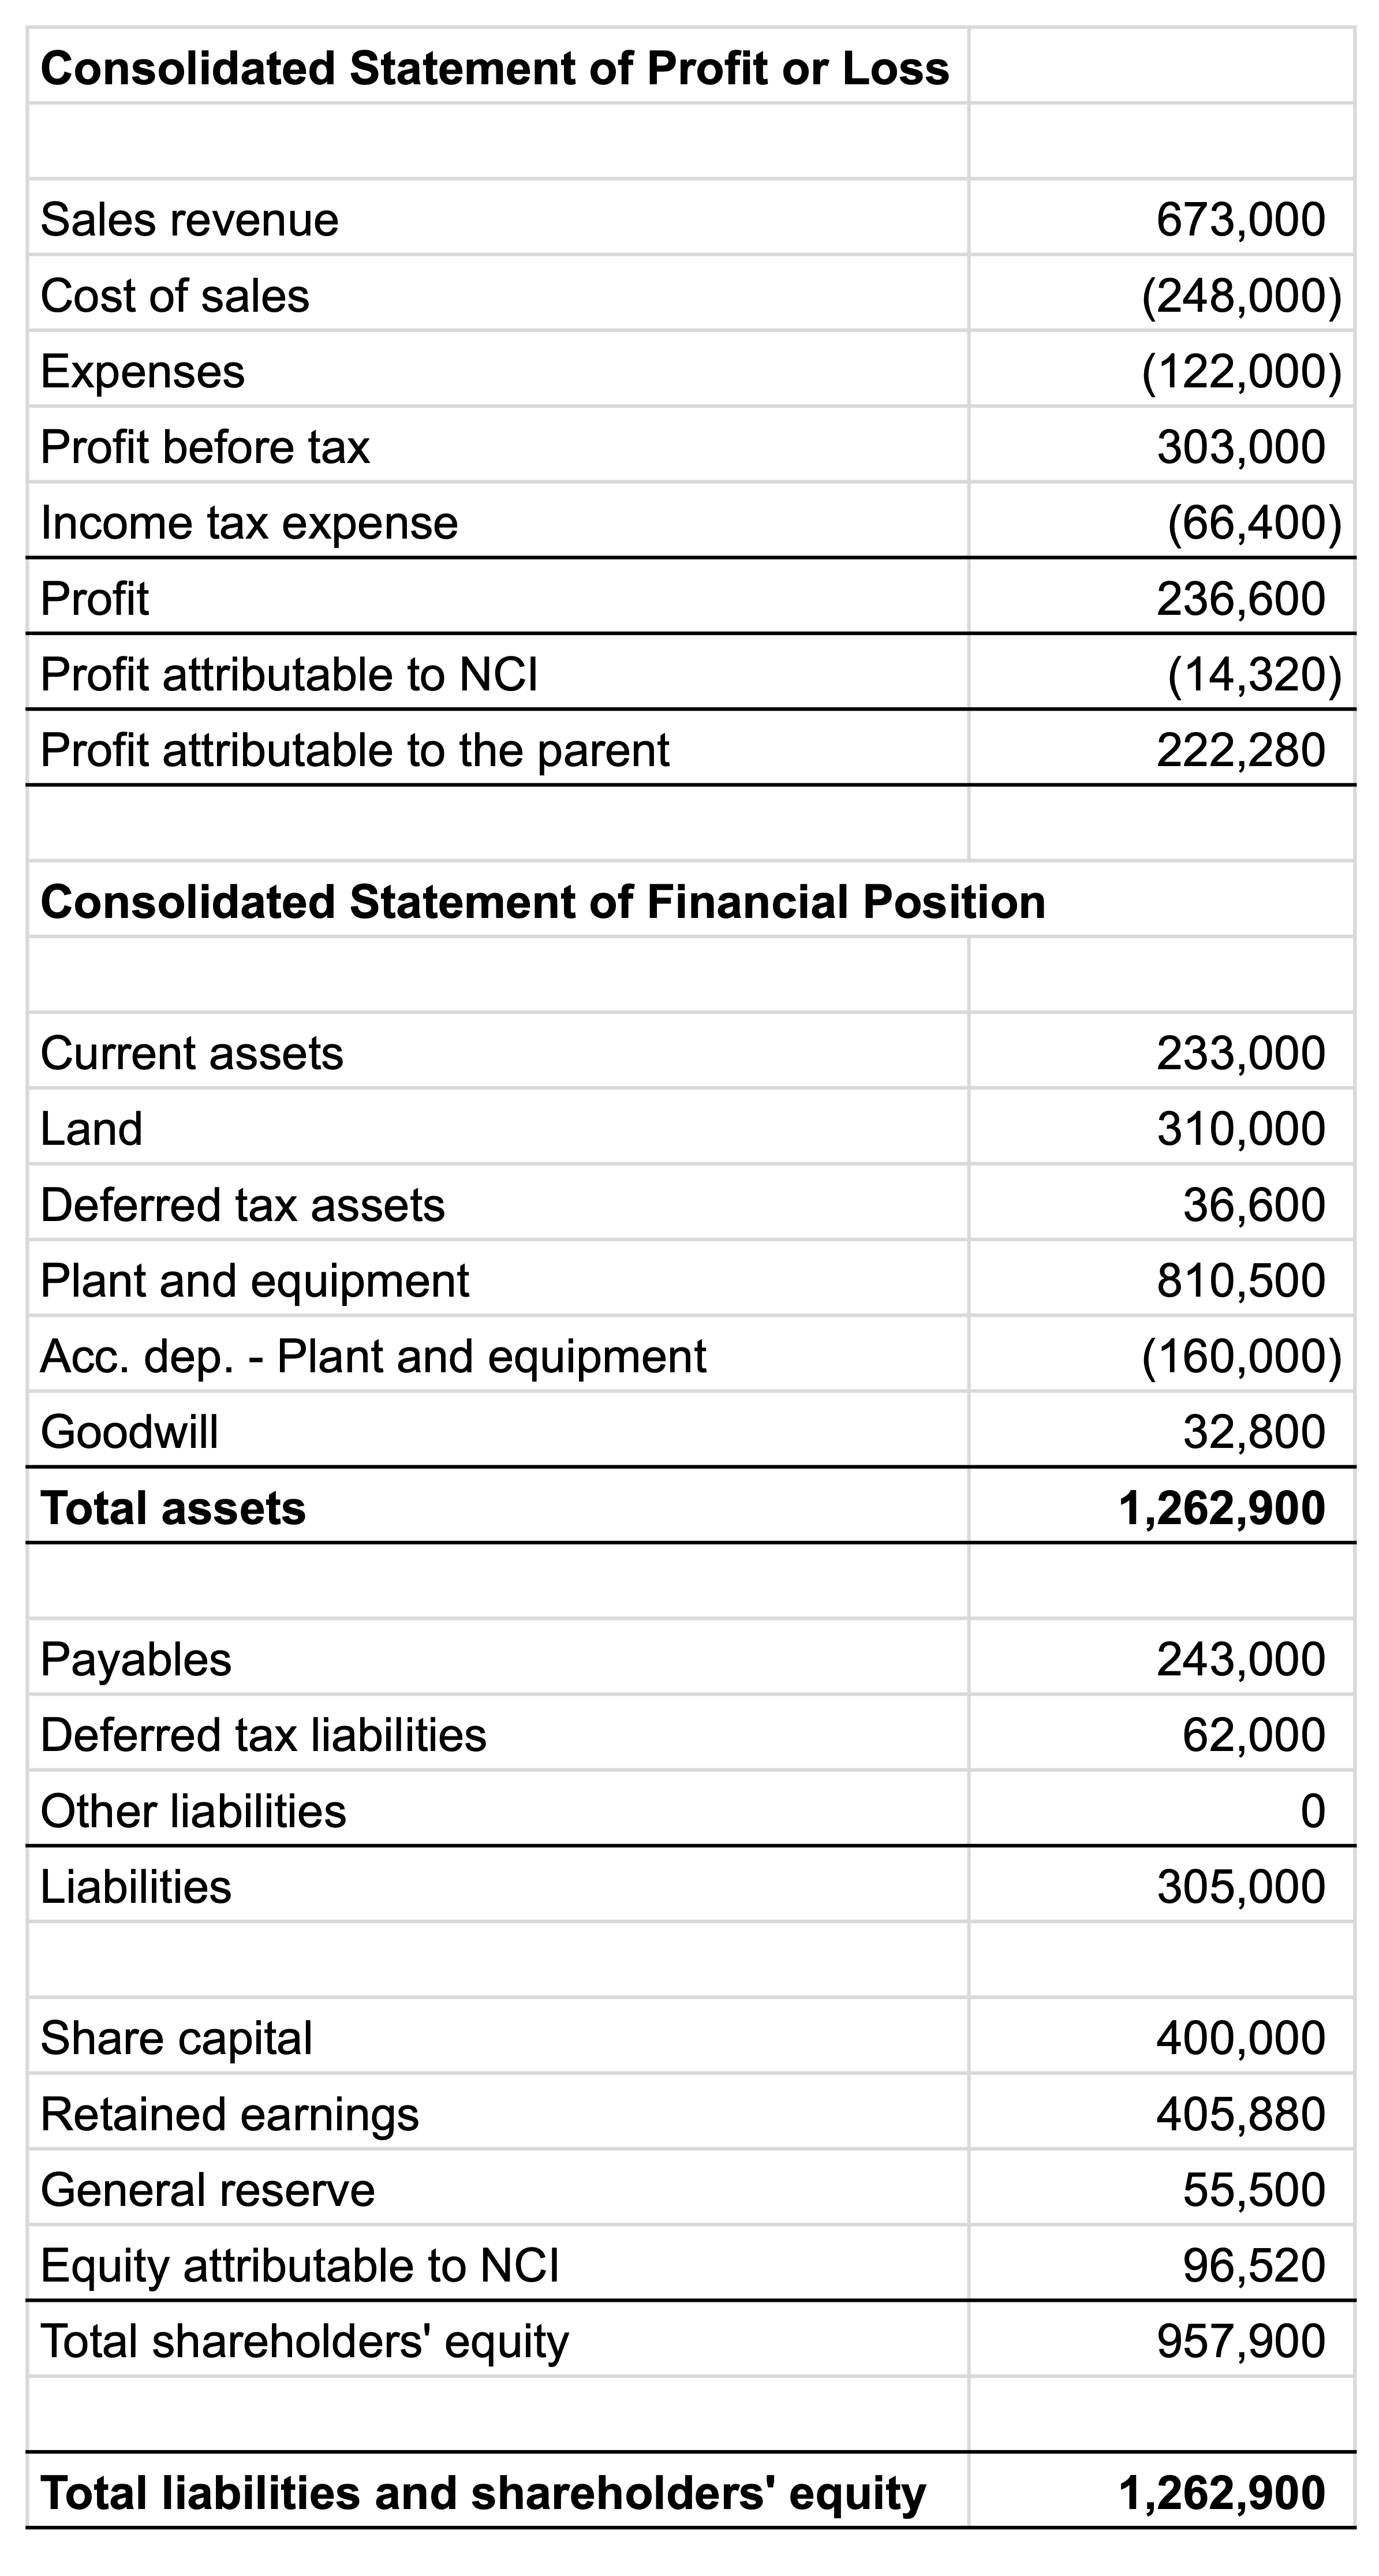 Consolidated Statement of Profit or Loss
Sales revenue 673,000
Cost of sales (248,000)
Expenses (122,000)
Profit before tax 303,000
Income tax expense (66,400)
Profit 236,600
Profit attributable to NCI (14,320)
Profit attributable to the parent 222,280
Consolidated Statement of Financial Position
Current assets 233,000
Land 310,000
Deferred tax assets 36,600
Plant and equipment 810,500
Acc. dep. - Plant and equipment (160,000)
Goodwill 32,800
Total assets 1,262,900
Payables 243,000
Deferred tax liabilities 62,000
Other liabilities 0
Liabilities 305,000
Share capital 400,000
Retained earnings 405,880
General reserve 55,500
Equity attributable to NCI 96,520
Total shareholders' equity 957,900
Total liabilities and shareholders' equity 1,262,900